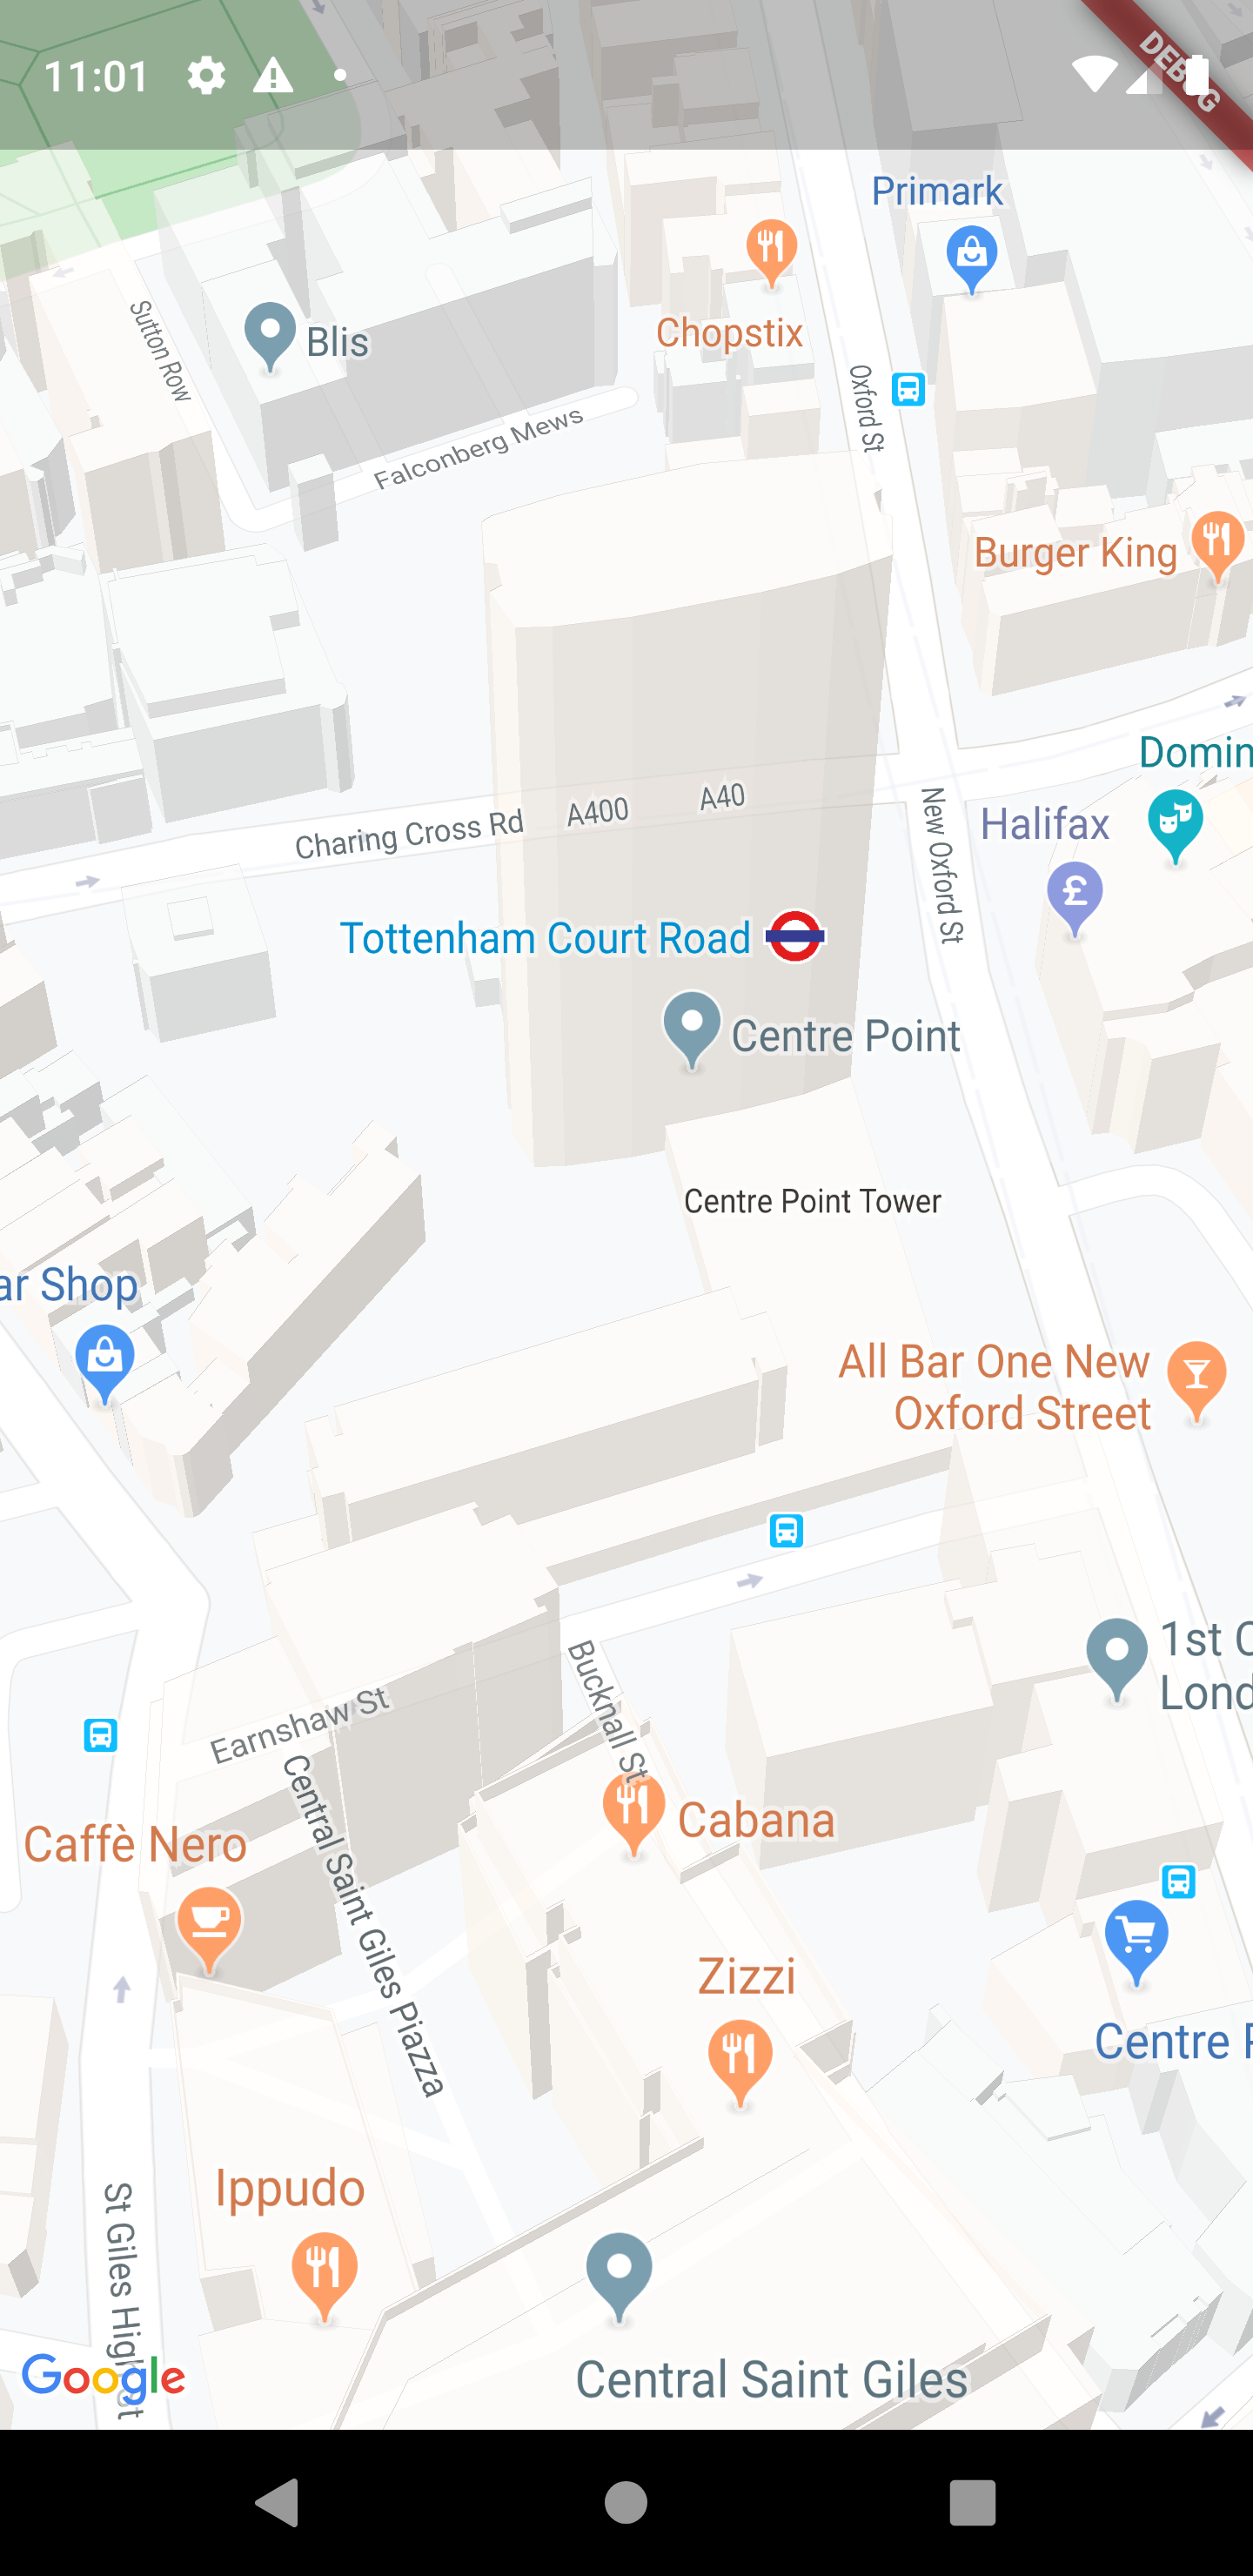 11:01
DEBUG
Primark
Chopstix
Sutton Row
Blis
Oxford St
Falconberg Mews
Burger King
Domin
A40
A400
Charing Cross Rd
New Oxford St
Halifax
Tottenham Court Road
Centre Point
Centre Point Tower
ar Shop
All Bar One New
Oxford Street
1st C
Lond
Bucknall St
Earnshaw St
Central Saint Giles Piazza
Cabana
Caffè Nero
Zizzi
Centre
Ippudo
St Giles High St
Central Saint Giles
Google